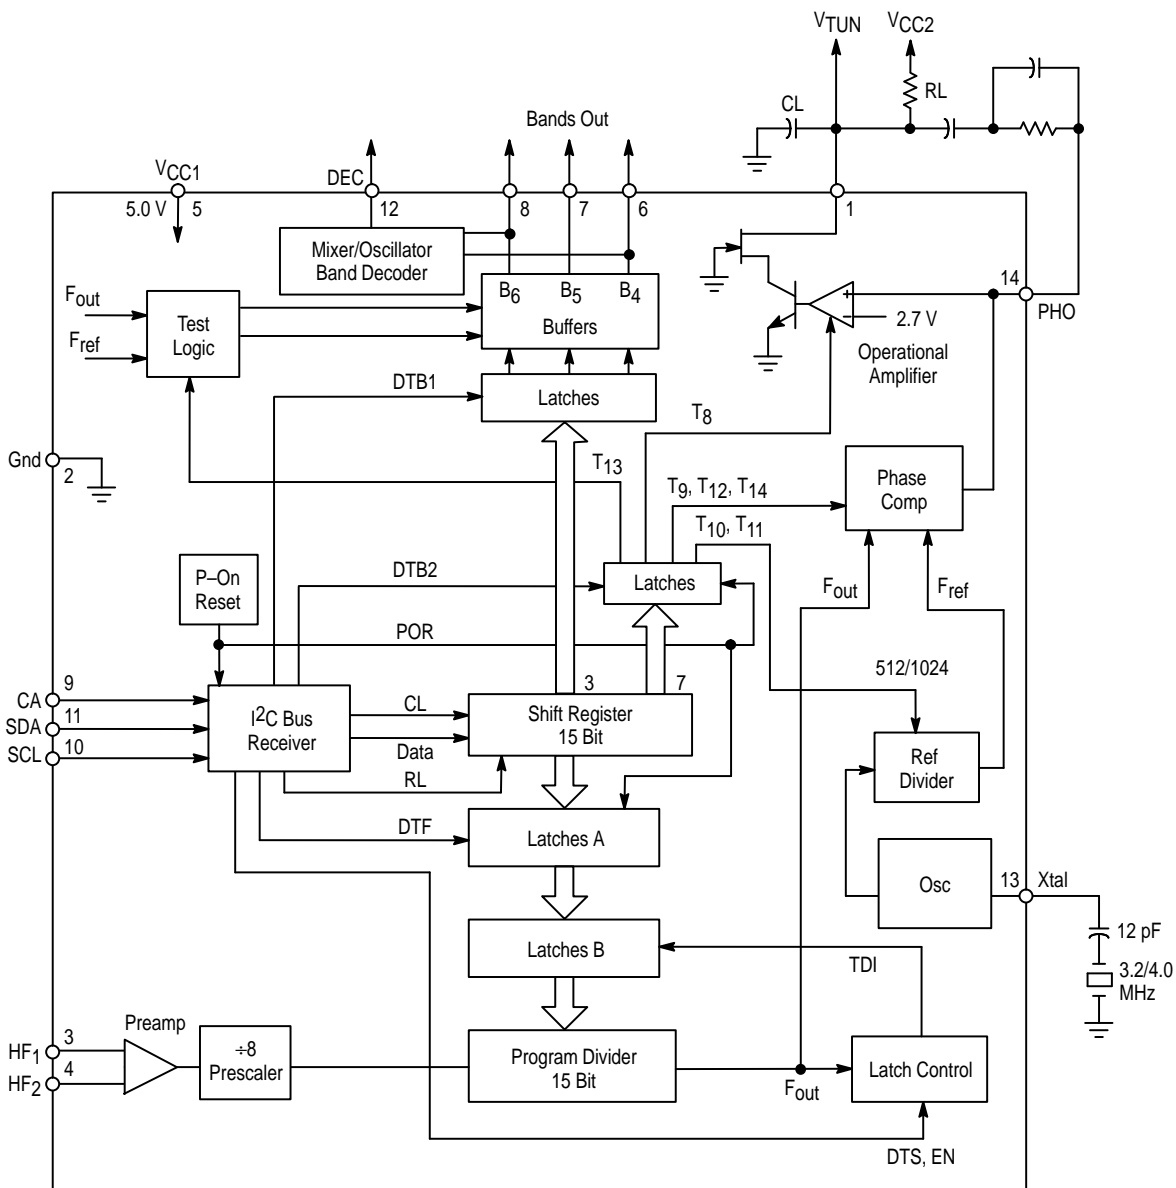 VTUN
VCC2
RL
CL
Bands Out
VCC1
5.0 V
5
DEC
12
8
7
6
1
Mixer/Oscillator
Band Decoder
B6
B5
B4
Buffers
Fout
Fref
Test
Logic
14
PHO
2.7 V
Operational
Amplifier
DTB1
Latches
T8
Gnd
2
T13
T9, T12, T14
T10, T11
Phase
Comp
P–On
Reset
DTB2
Latches
Fout
Fref
POR
512/1024
CA
9
SDA
11
SCL
10
I2C Bus
Receiver
CL
Data
RL
3
7
Shift Register
15 Bit
Ref
Divider
DTF
Latches A
Osc
13
Xtal
12 pF
3.2/4.0
MHz
Latches B
TDI
Preamp
HF1
3
HF2
4
÷8
Prescaler
Program Divider
15 Bit
Fout
Latch Control
DTS, EN